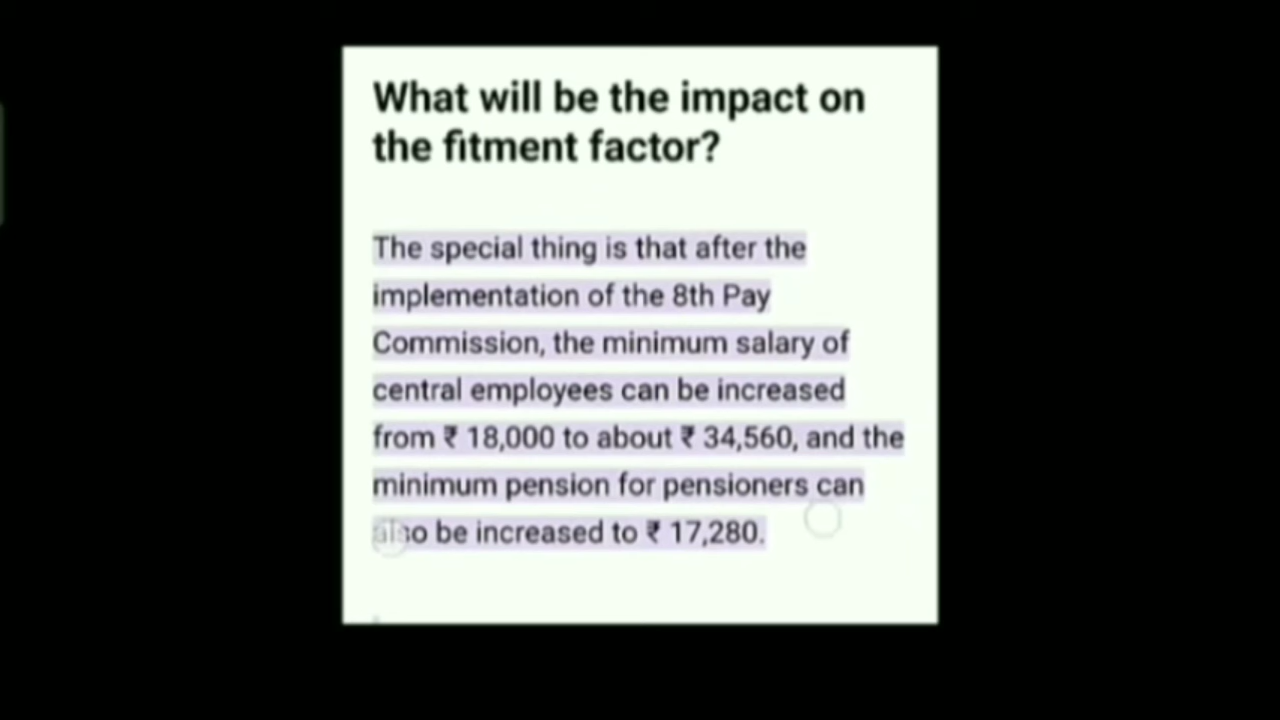 What will be the impact on
the fitment factor?
The special thing is that after the
implementation of the 8th Pay
Commission, the minimum salary of
central employees can be increased
from ₹ 18,000 to about ₹ 34,560, and the
minimum pension for pensioners can
also be increased to ₹ 17,280.